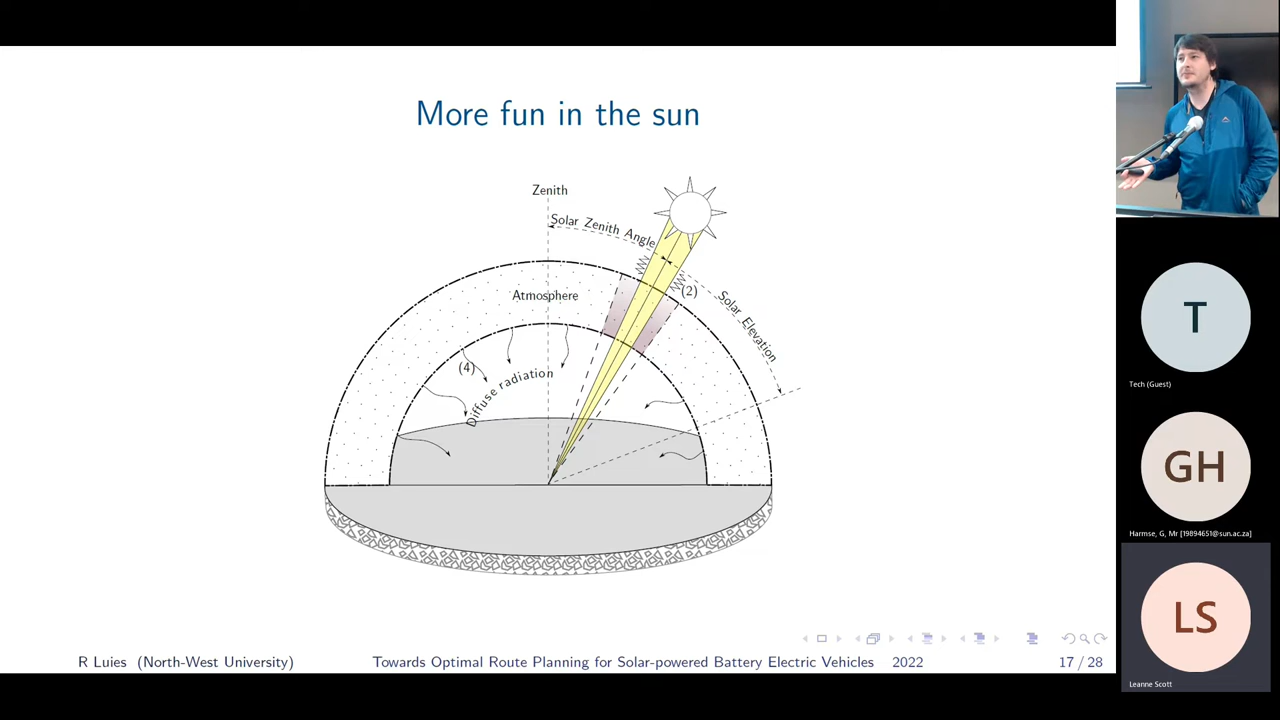 More fun in the sun
Zenith
Solar Zenith Angle
(2)
Solar Elevation
Atmosphere
(4)
Diffuse radiation
R Luies (North-West University)
Towards Optimal Route Planning for Solar-powered Battery Electric Vehicles
2022
17 / 28
T
Tech (Guest)
GH
Harmse, G, Mr [19894651@sun.ac.za]
LS
Leanne Scott